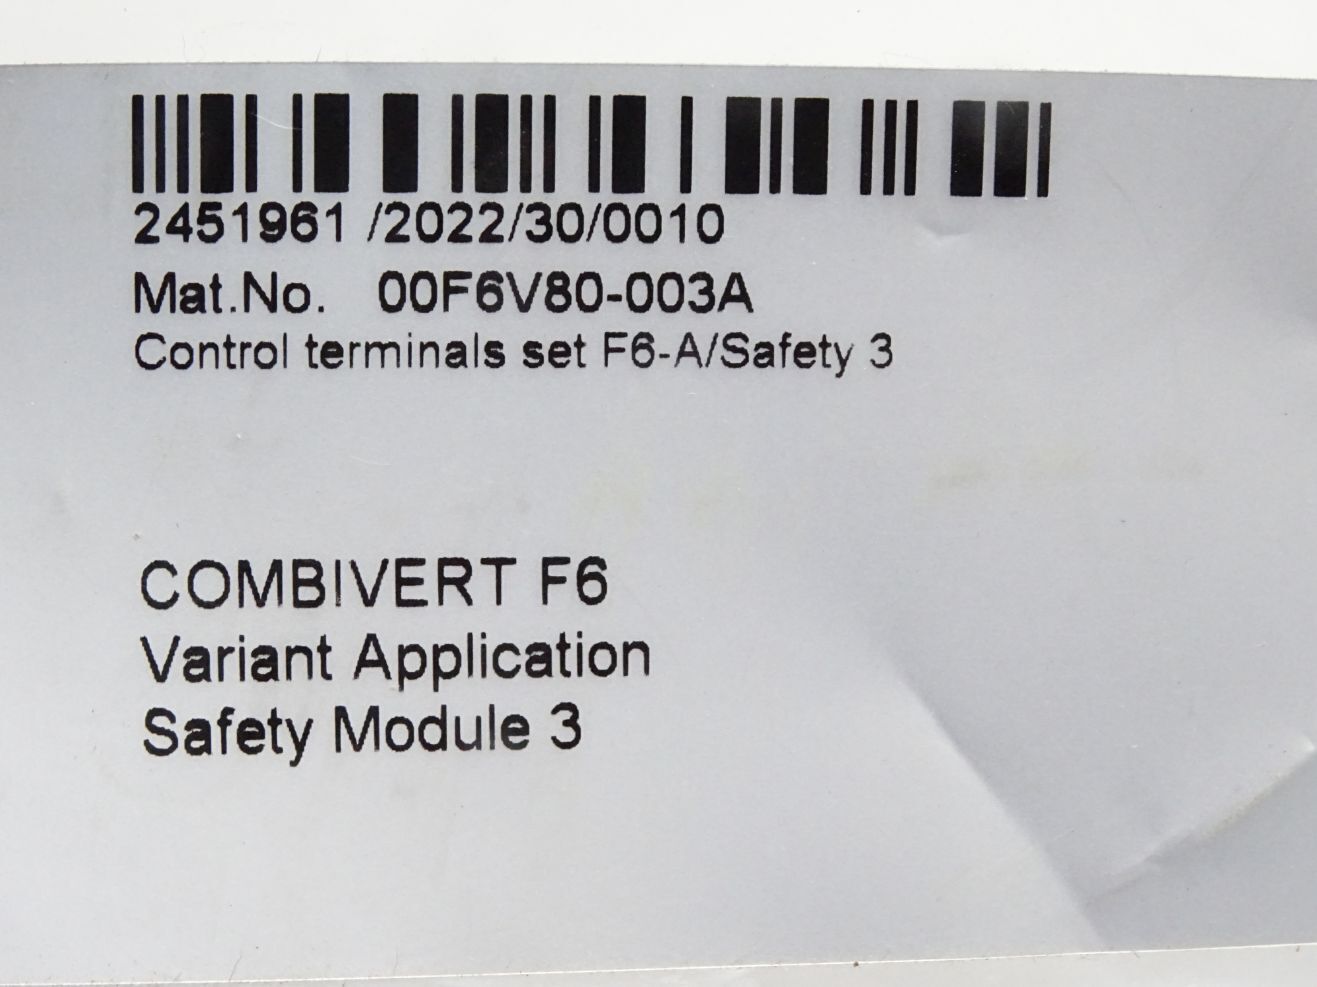 2451961 /2022/30/0010
Mat.No. 00F6V80-003A
Control terminals set F6-A/Safety 3
COMBIVERT F6
Variant Application
Safety Module 3